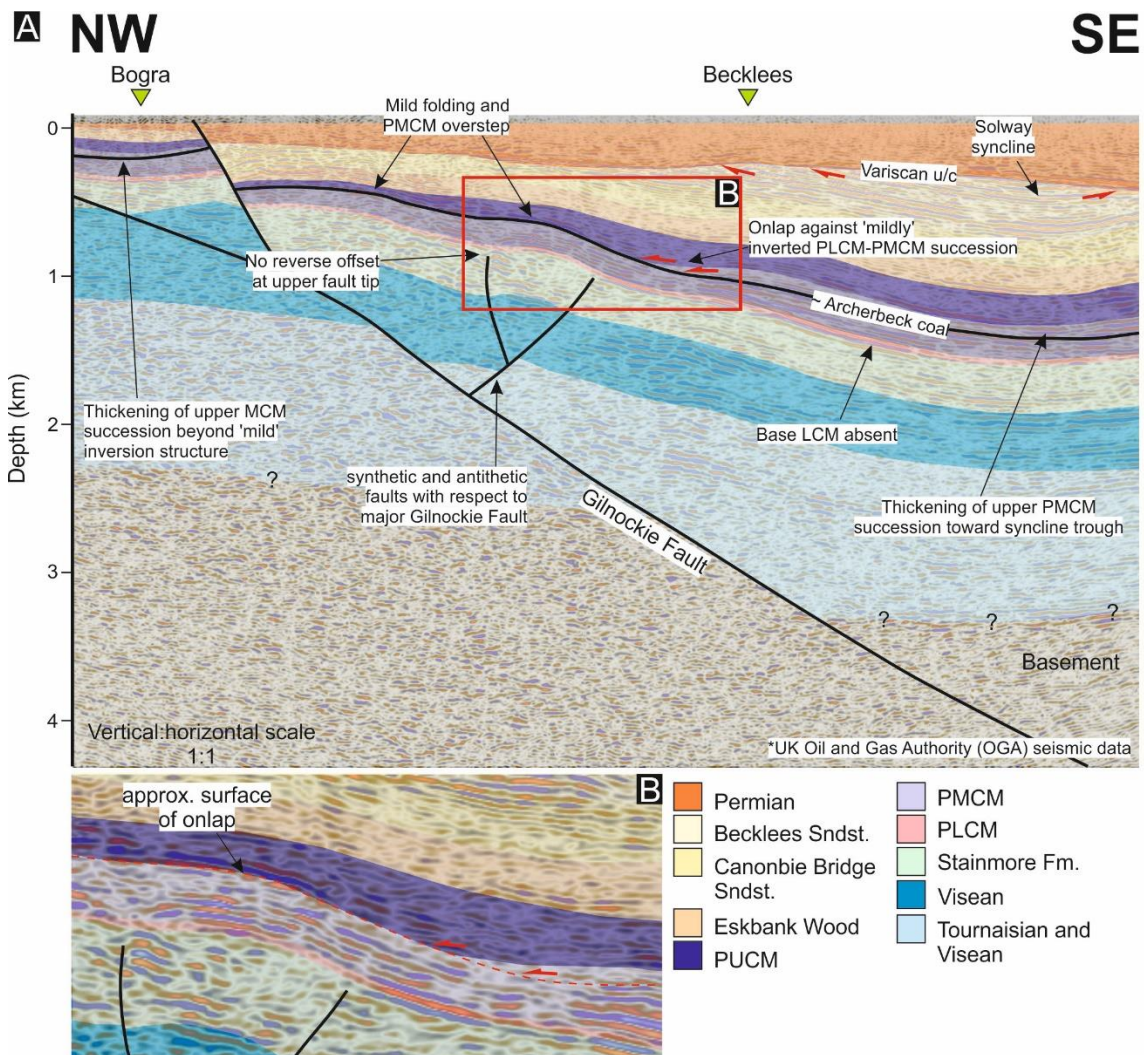 A
NW
SE
Bogra
Becklees
Mild folding and
PMCM overstep
Solway
syncline
0
Variscan u/c
B
Onlap against 'mildly'
inverted PLCM-PMCM succession
No reverse offset
at upper fault tip
1
~ Archerbeck coal
Depth (km)
2
Thickening of upper MCM
succession beyond 'mild'
inversion structure
Base LCM absent
?
synthetic and antithetic
faults with respect to
major Gilnockie Fault
Thickening of upper PMCM
succession toward syncline trough
Gilnockie Fault
3
?
?
?
Basement
4
Vertical:horizontal scale
1:1
*UK Oil and Gas Authority (OGA) seismic data
approx. surface
of onlap
B
Permian
Becklees Sndst.
Canonbie Bridge
Sndst.
Eskbank Wood
PUCM
PMCM
PLCM
Stainmore Fm.
Visean
Tournaisian and
Visean